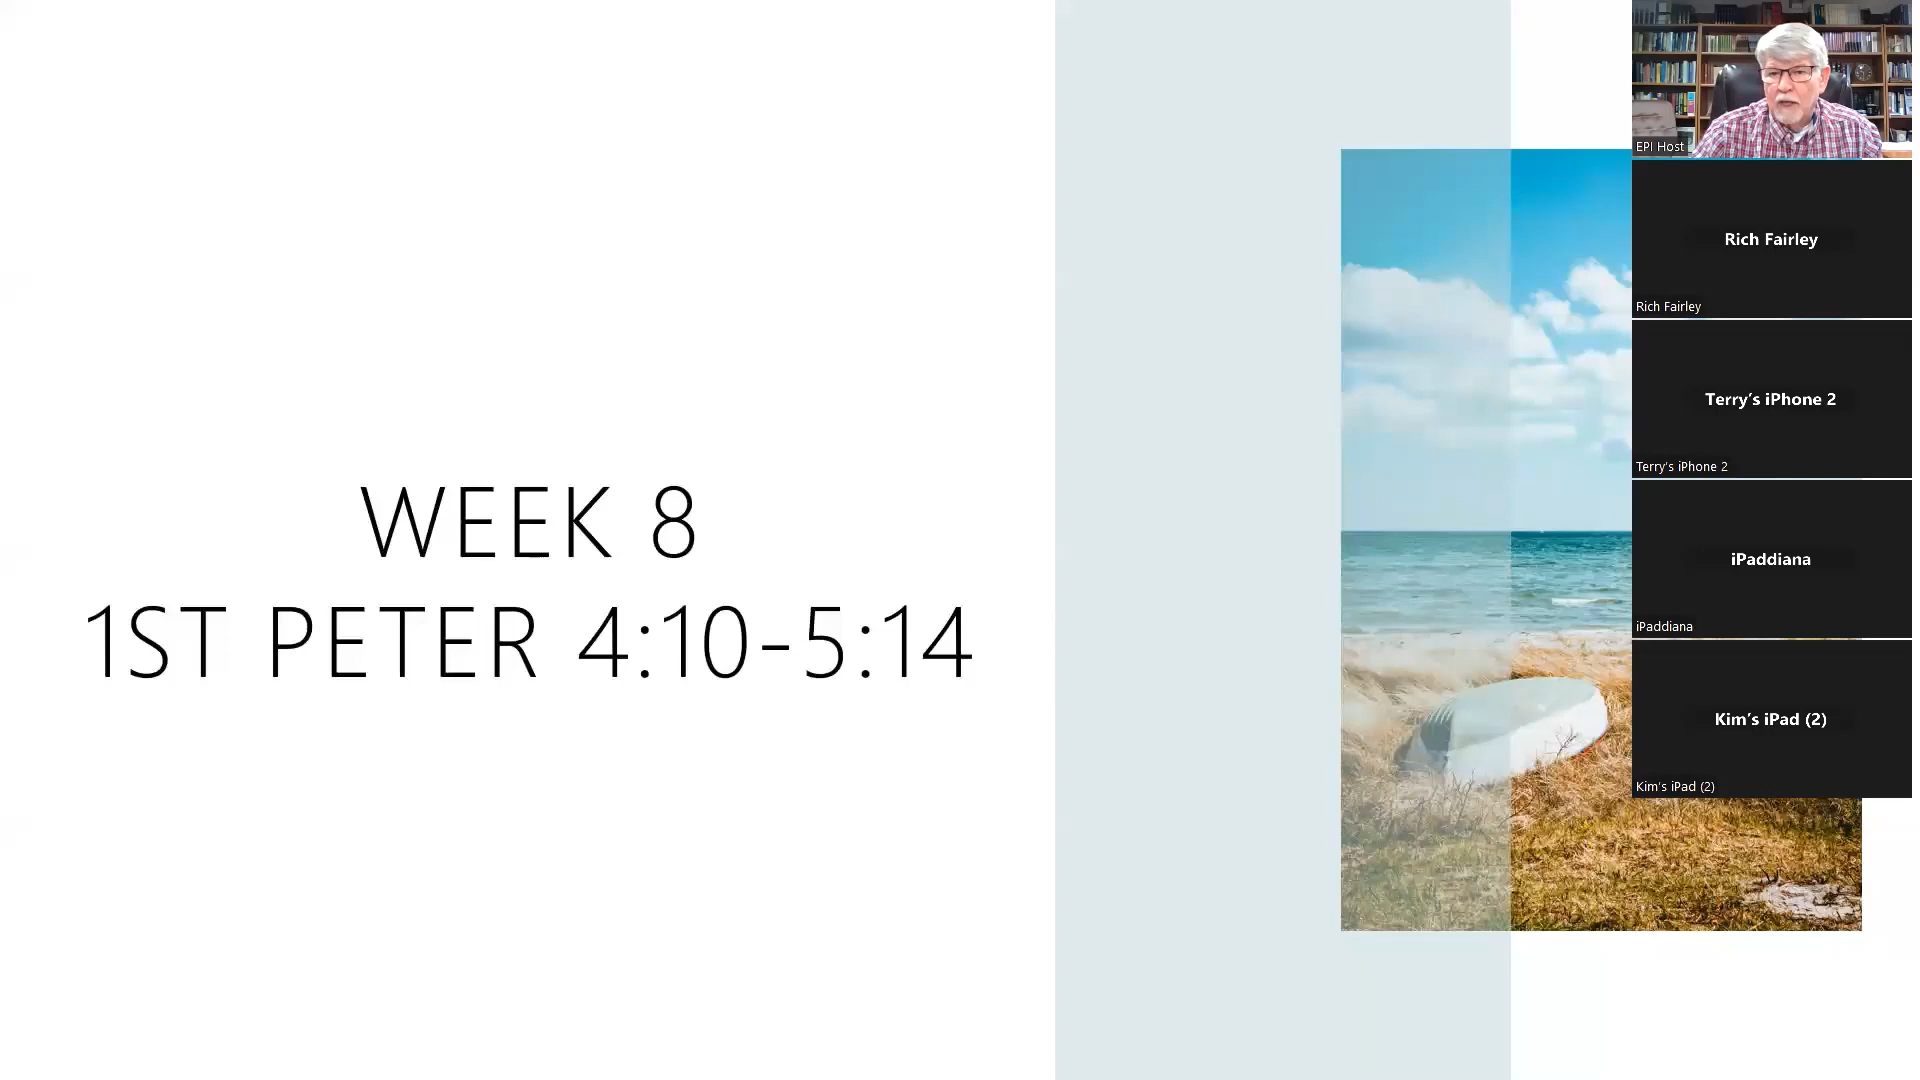 WEEK 8
1ST PETER 4:10-5:14
EPI Host
Rich Fairley
Rich Fairley
Terry’s iPhone 2
Terry's iPhone 2
iPaddiana
iPaddiana
Kim’s iPad (2)
Kim's iPad (2)